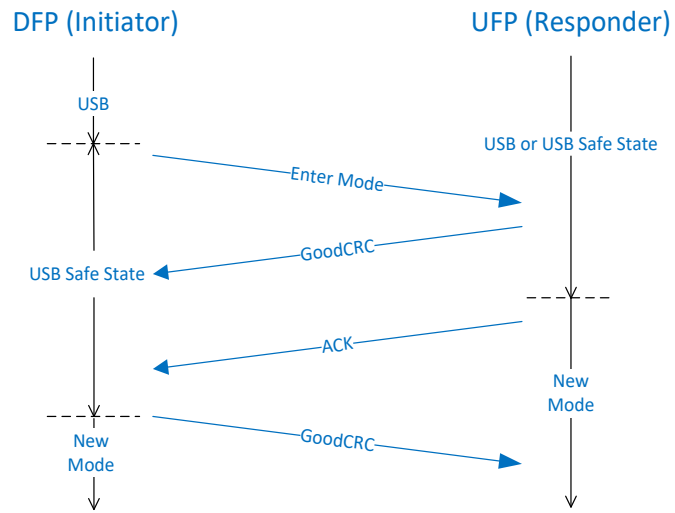 DFP (Initiator)
UFP (Responder)
USB
USB or USB Safe State
Enter Mode
GoodCRC
USB Safe State
ACK
New
Mode
GoodCRC
New
Mode